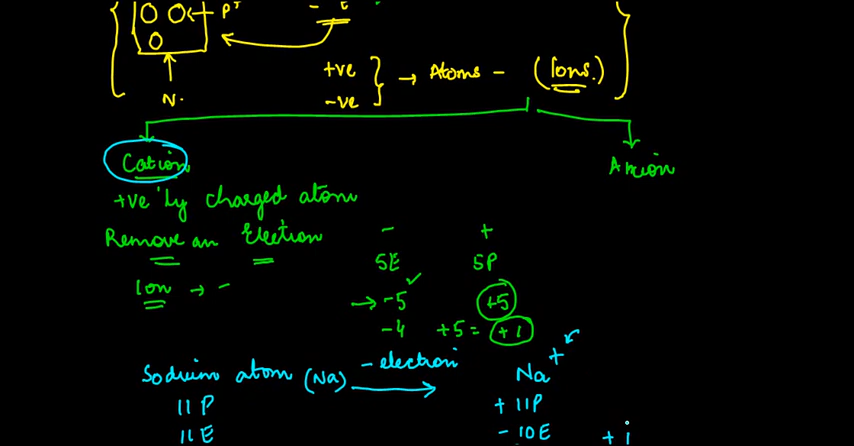 P+ - E
N.
+ve
-ve → Atoms - (Ions.)
Cation Anion
+ve'ly charged atom
Remove an Electron - +
5E 5P
Ion → - → -5 +5
-4 +5 = +1
Sodium atom (Na) - electron → Na+
11P + 11P
11E - 10E + i